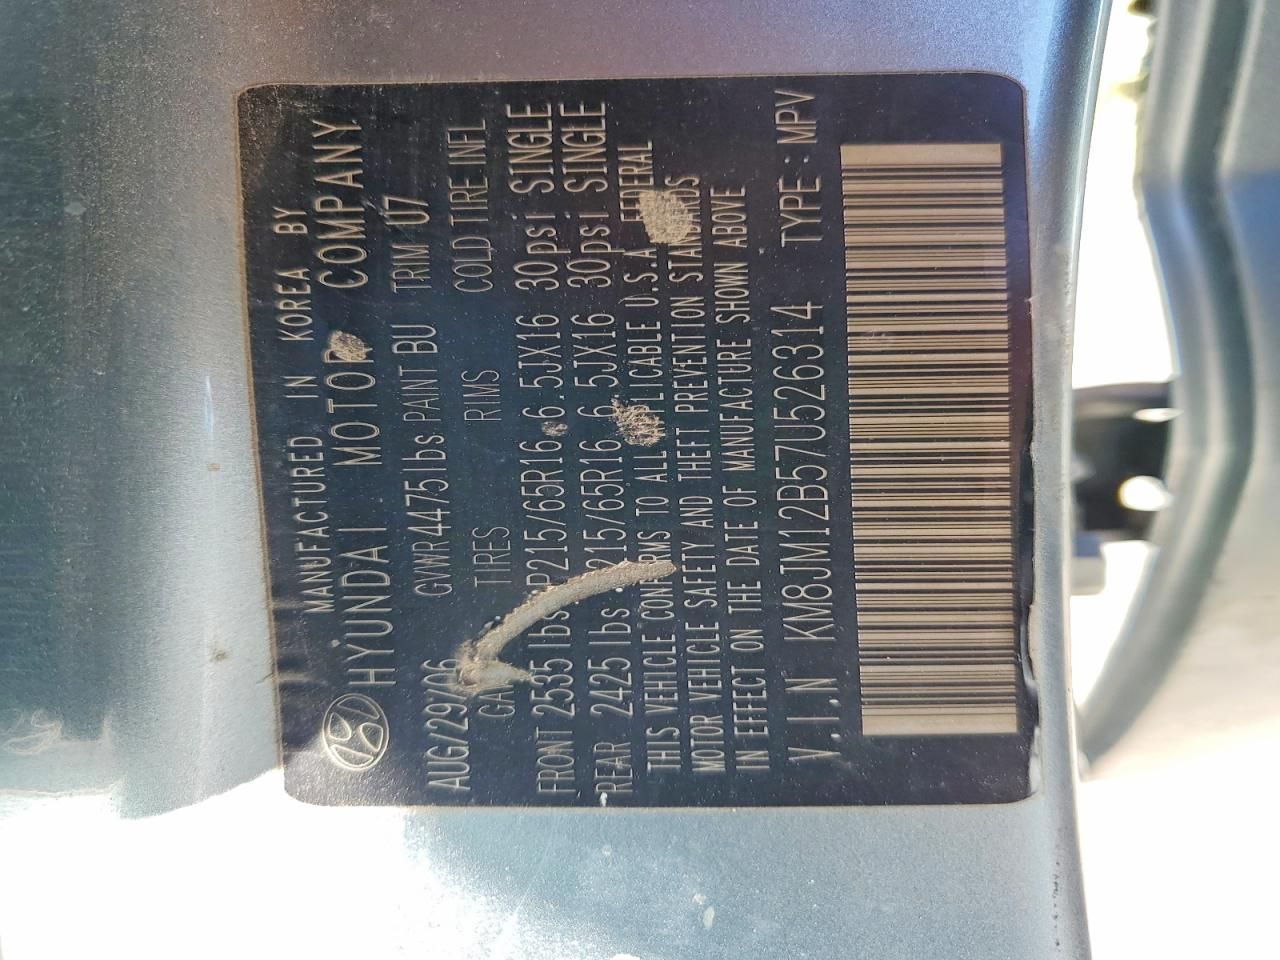 MANUFACTURED IN KOREA BY
HYUNDAI MOTOR COMPANY
GVWR 4475lbs PAINT BU TRIM U7
AUG/29/06
TIRES RIMS COLD TIRE INFL
FRONT 2535 lbs P215/65R16 6.5JX16 30psi SINGLE
REAR 2425 lbs P215/65R16 6.5JX16 30psi SINGLE
THIS VEHICLE CONFORMS TO ALL APPLICABLE U.S.A FEDERAL
MOTOR VEHICLE SAFETY AND THEFT PREVENTION STANDARDS
IN EFFECT ON THE DATE OF MANUFACTURE SHOWN ABOVE
V.I.N KM8JM12B57U526314 TYPE: MPV